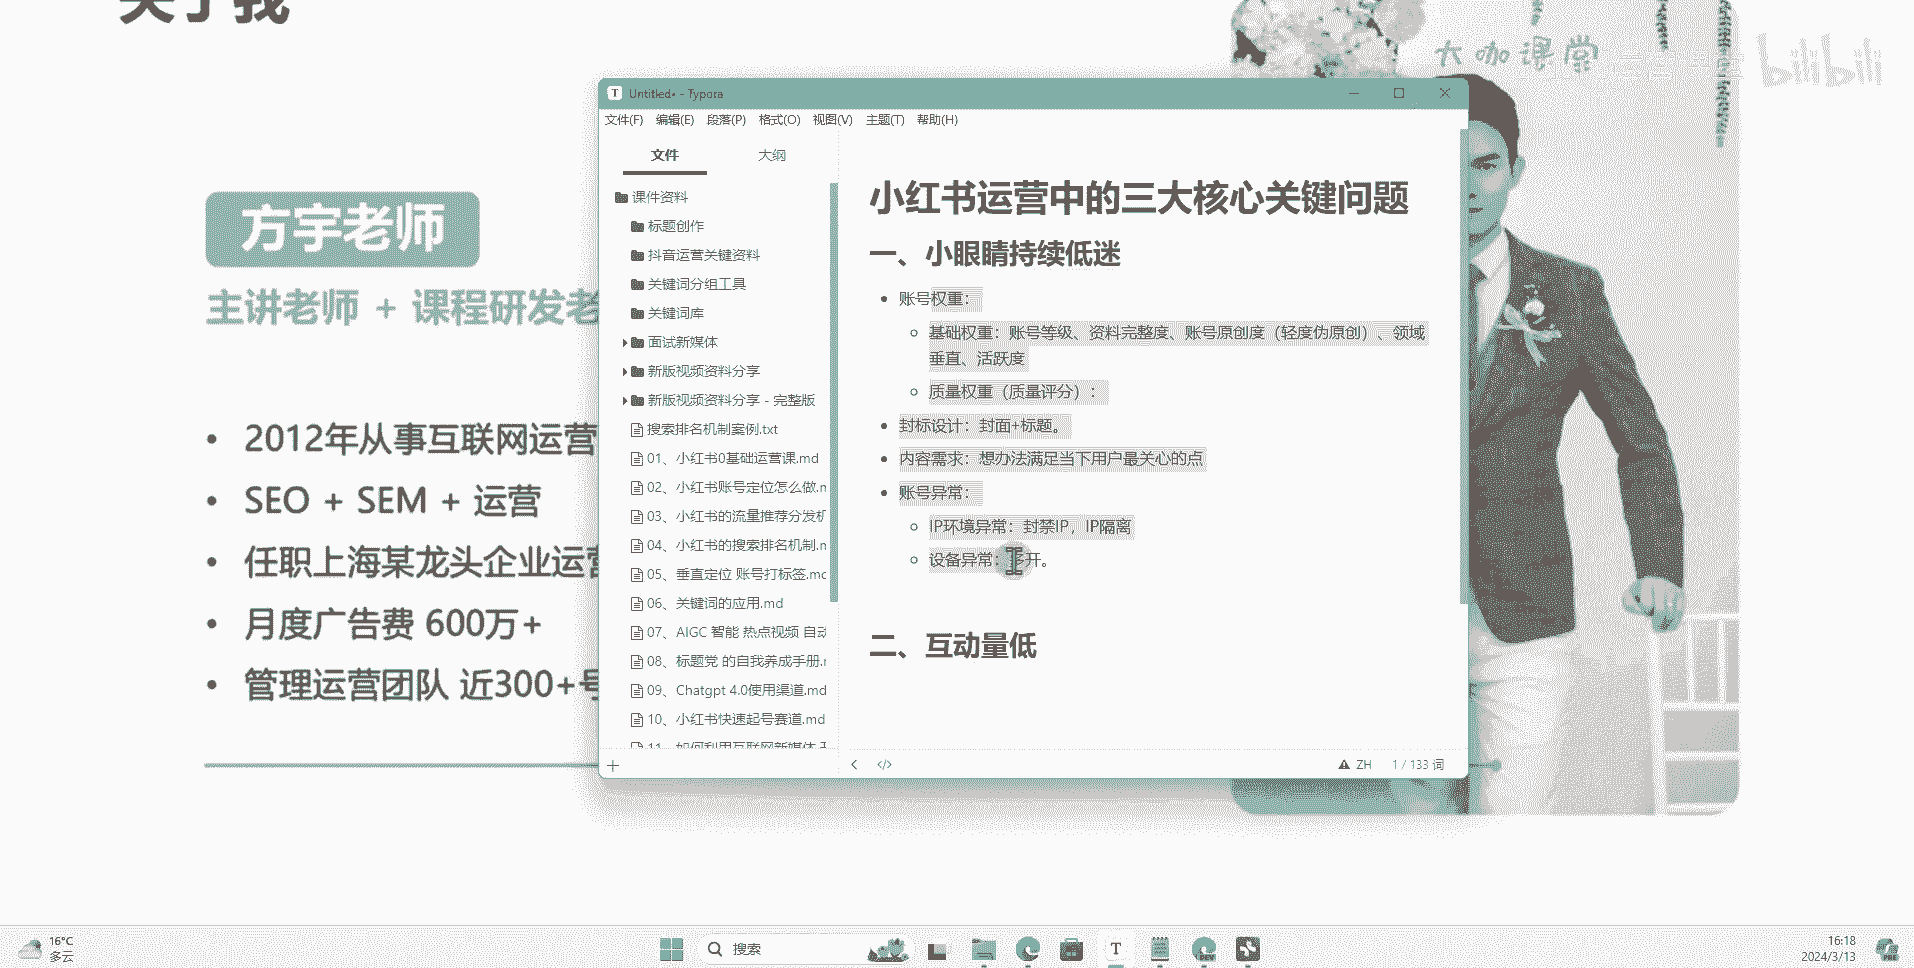 关于我
大咖课堂
bilibili
方宇老师
主讲老师 + 课程研发老
2012年从事互联网运营
SEO + SEM + 运营
任职上海某龙头企业运营
月度广告费 600万+
管理运营团队 近300+号
Untitled• - Typora
文件(F) 编辑(E) 段落(P) 格式(O) 视图(V) 主题(T) 帮助(H)
文件 大纲
课件资料
标题创作
抖音运营关键资料
关键词分组工具
关键词库
面试新媒体
新版视频资料分享
新版视频资料分享 - 完整版
搜索排名机制案例.txt
01、小红书0基础运营课.md
02、小红书账号定位怎么做.m
03、小红书的流量推荐分发机
04、小红书的搜索排名机制.m
05、垂直定位 账号打标签.mc
06、关键词的应用.md
07、AIGC 智能 热点视频 自动
08、标题党 的自我养成手册.r
09、Chatgpt 4.0使用渠道.md
10、小红书快速起号赛道.md
11、如何利用互联网新媒体
小红书运营中的三大核心关键问题
一、小眼睛持续低迷
账号权重：
基础权重：账号等级、资料完整度、账号原创度（轻度伪原创）、领域
垂直、活跃度
质量权重（质量评分）：
封标设计：封面+标题。
内容需求：想办法满足当下用户最关心的点
账号异常：
IP环境异常：封禁IP，IP隔离
设备异常：多开。
二、互动量低
ZH 1 / 133 词
16°C
多云
搜索
16:18
2024/3/13